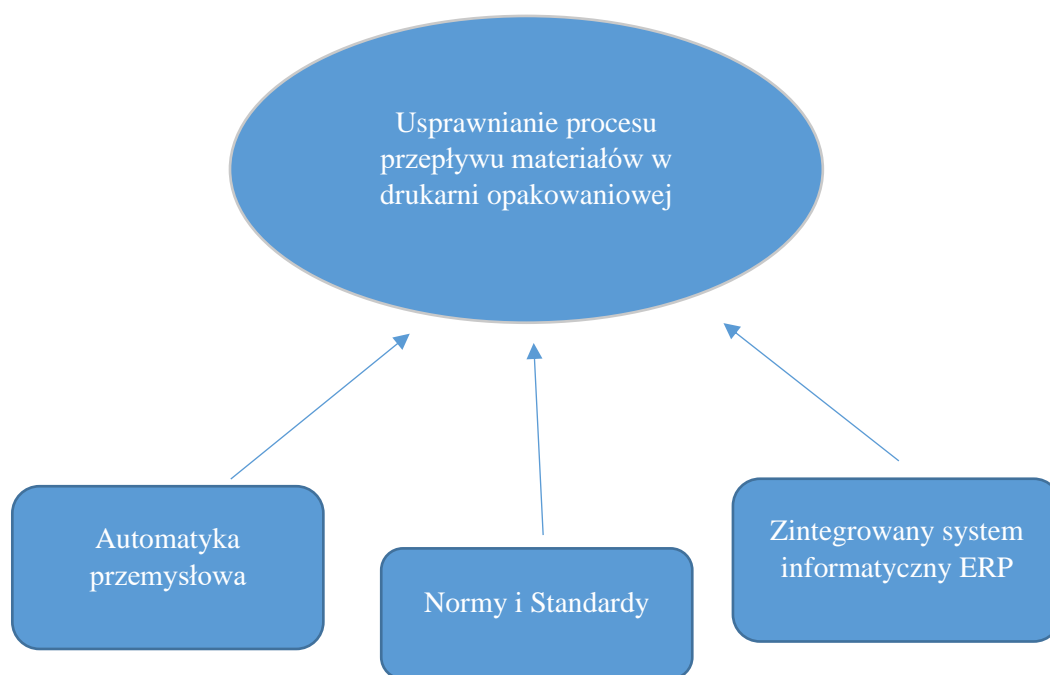 Usprawnianie procesu
przepływu materiałów w
drukarni opakowaniowej
Automatyka
przemysłowa
Normy i Standardy
Zintegrowany system
informatyczny ERP